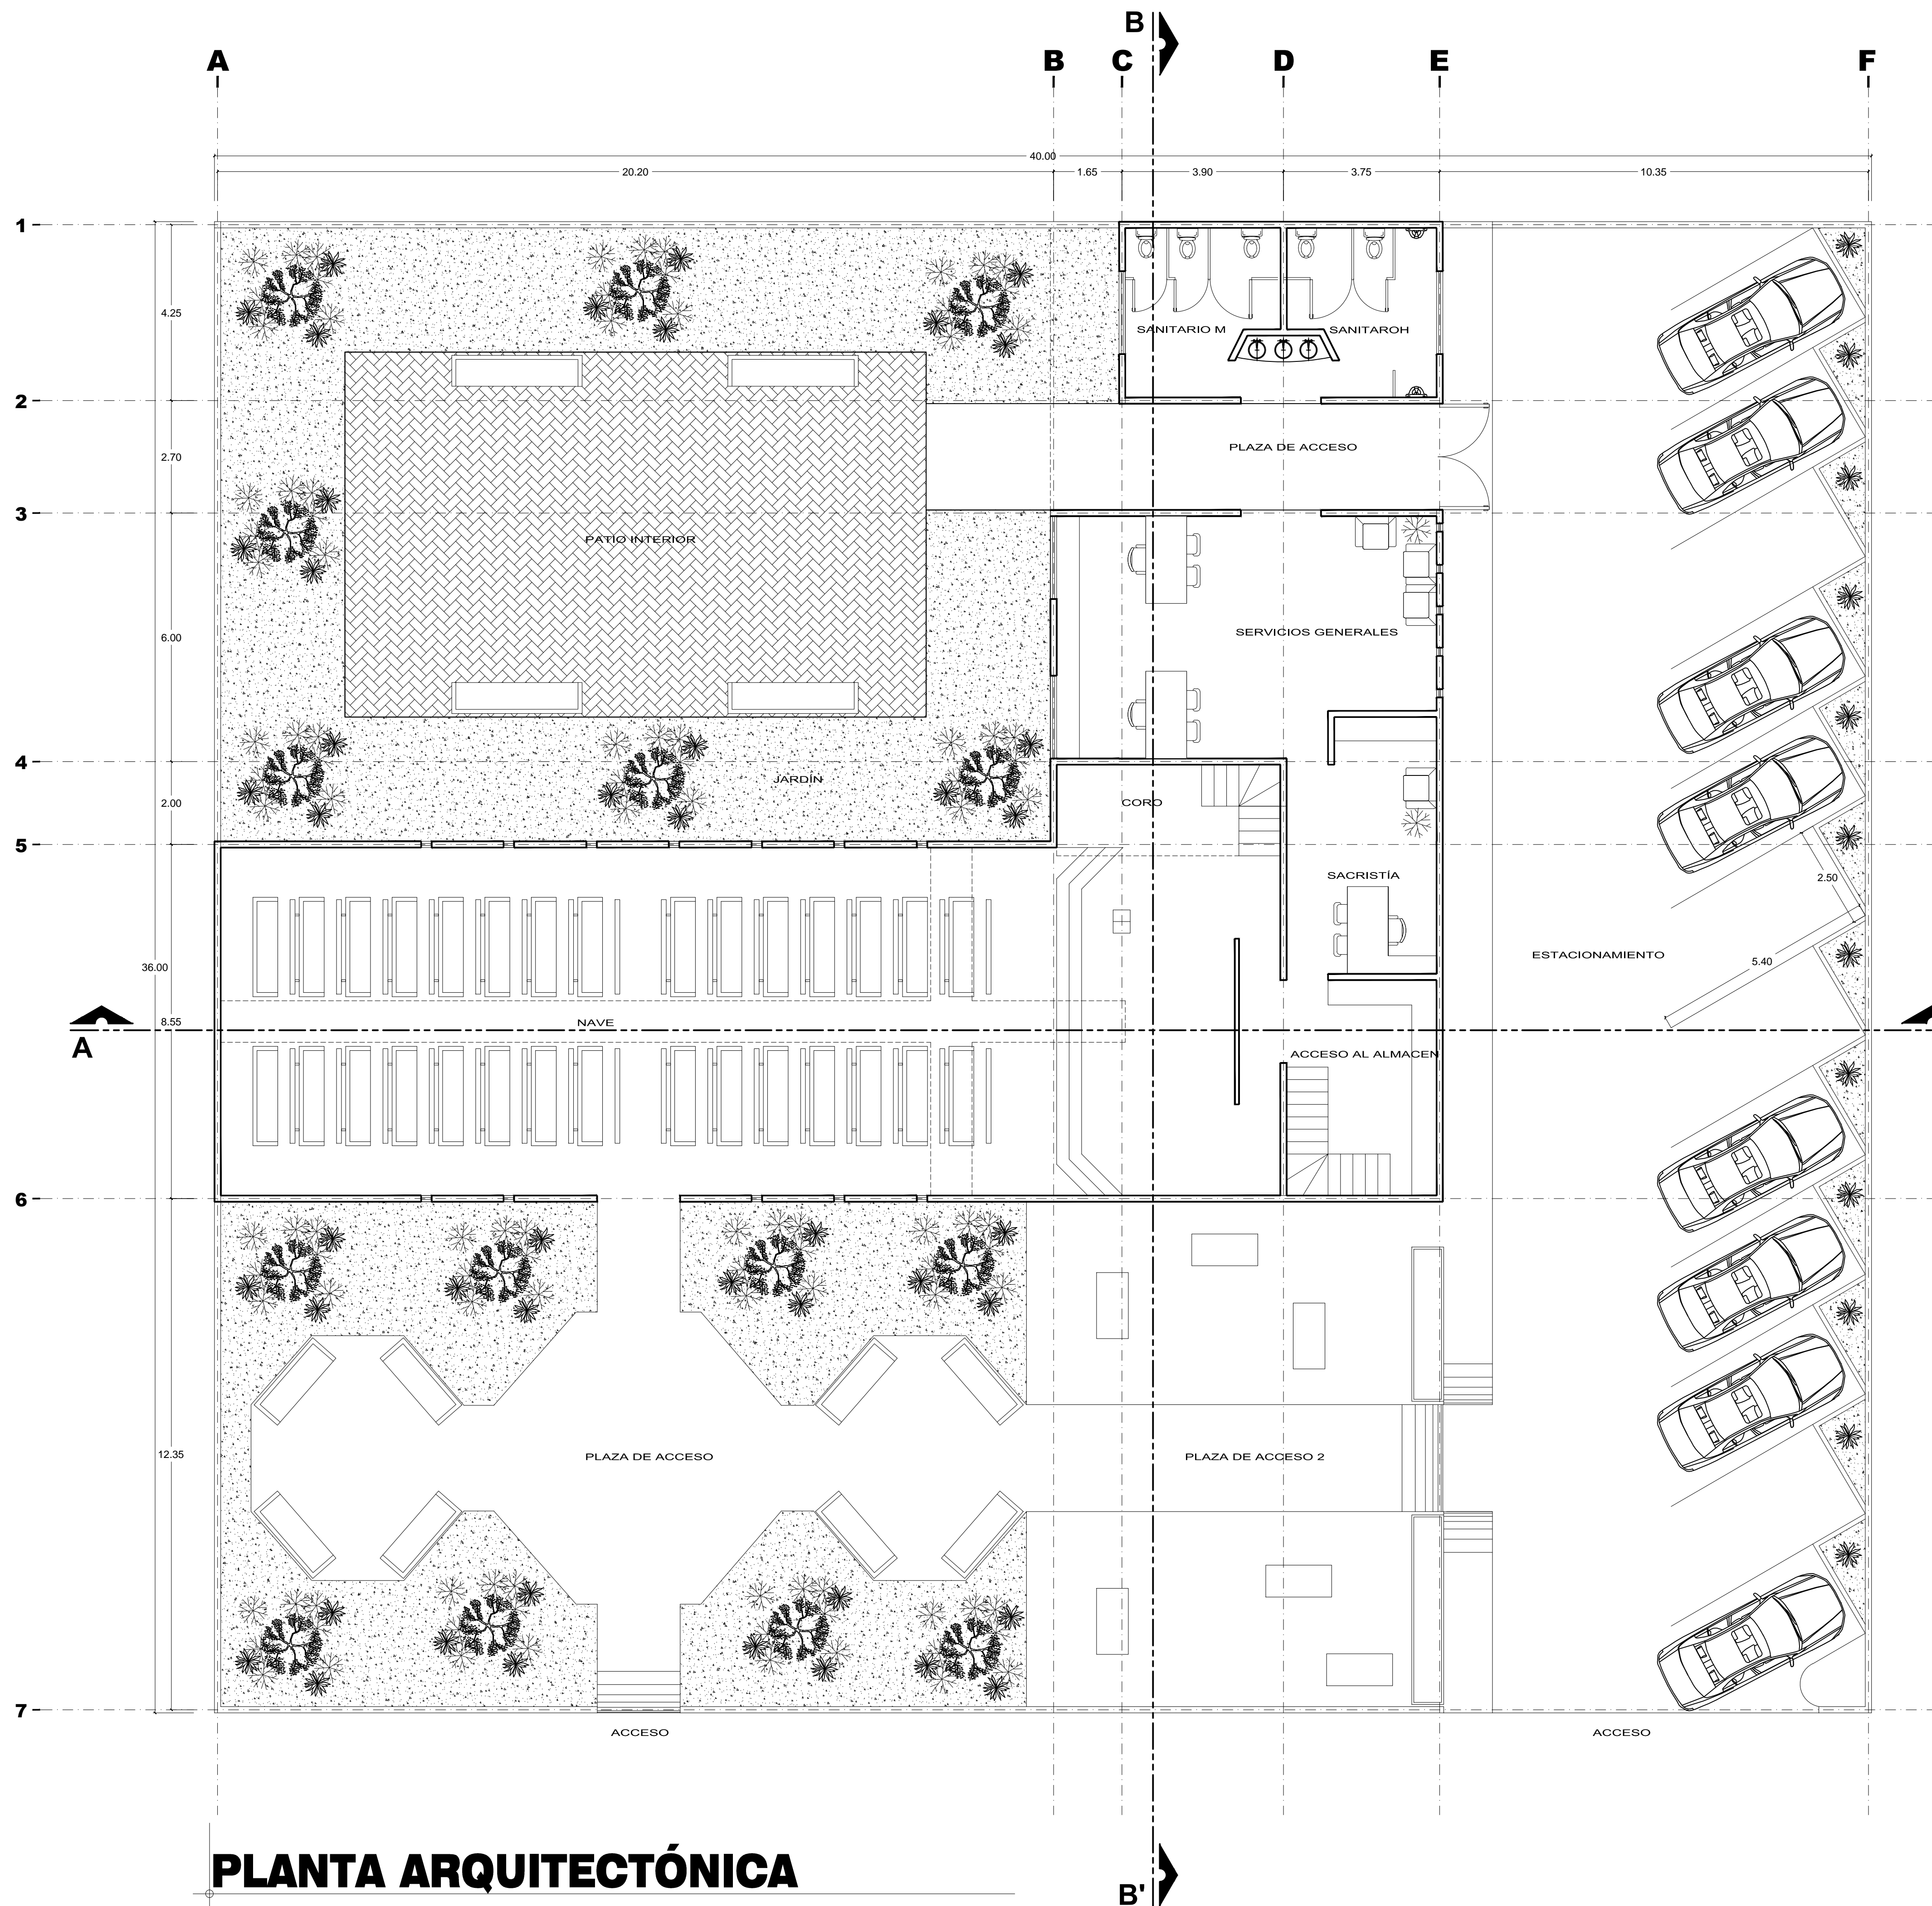 B
A B C D E F
40.00
20.20 1.65 3.90 3.75 10.35
1
4.25
SANITARIO M SANITAROH
2
2.70
PLAZA DE ACCESO
3
PATIO INTERIOR
6.00
SERVICIOS GENERALES
4
JARDÍN
2.00
CORO
5
SACRISTÍA
2.50
ESTACIONAMIENTO
5.40
36.00
8.55
NAVE
A
ACCESO AL ALMACEN
6
12.35
PLAZA DE ACCESO
PLAZA DE ACCESO 2
7
ACCESO
ACCESO
PLANTA ARQUITECTÓNICA
B'